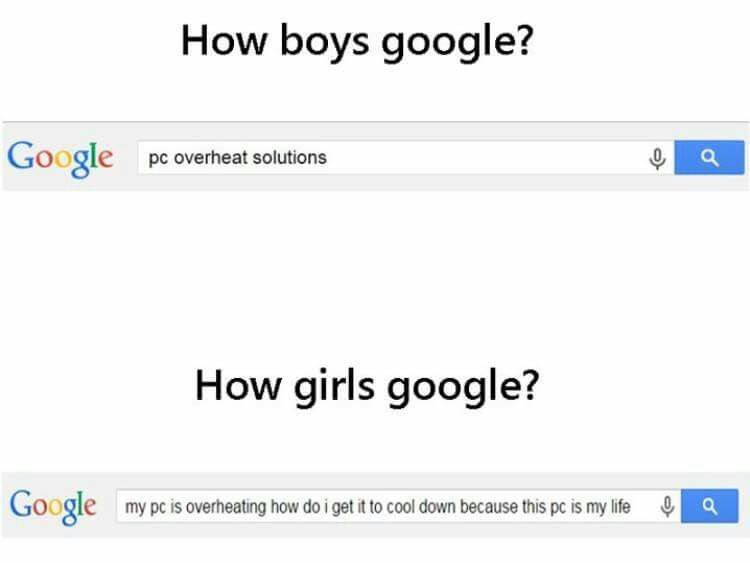 How boys google?
Google pc overheat solutions
How girls google?
Google my pc is overheating how do i get it to cool down because this pc is my life